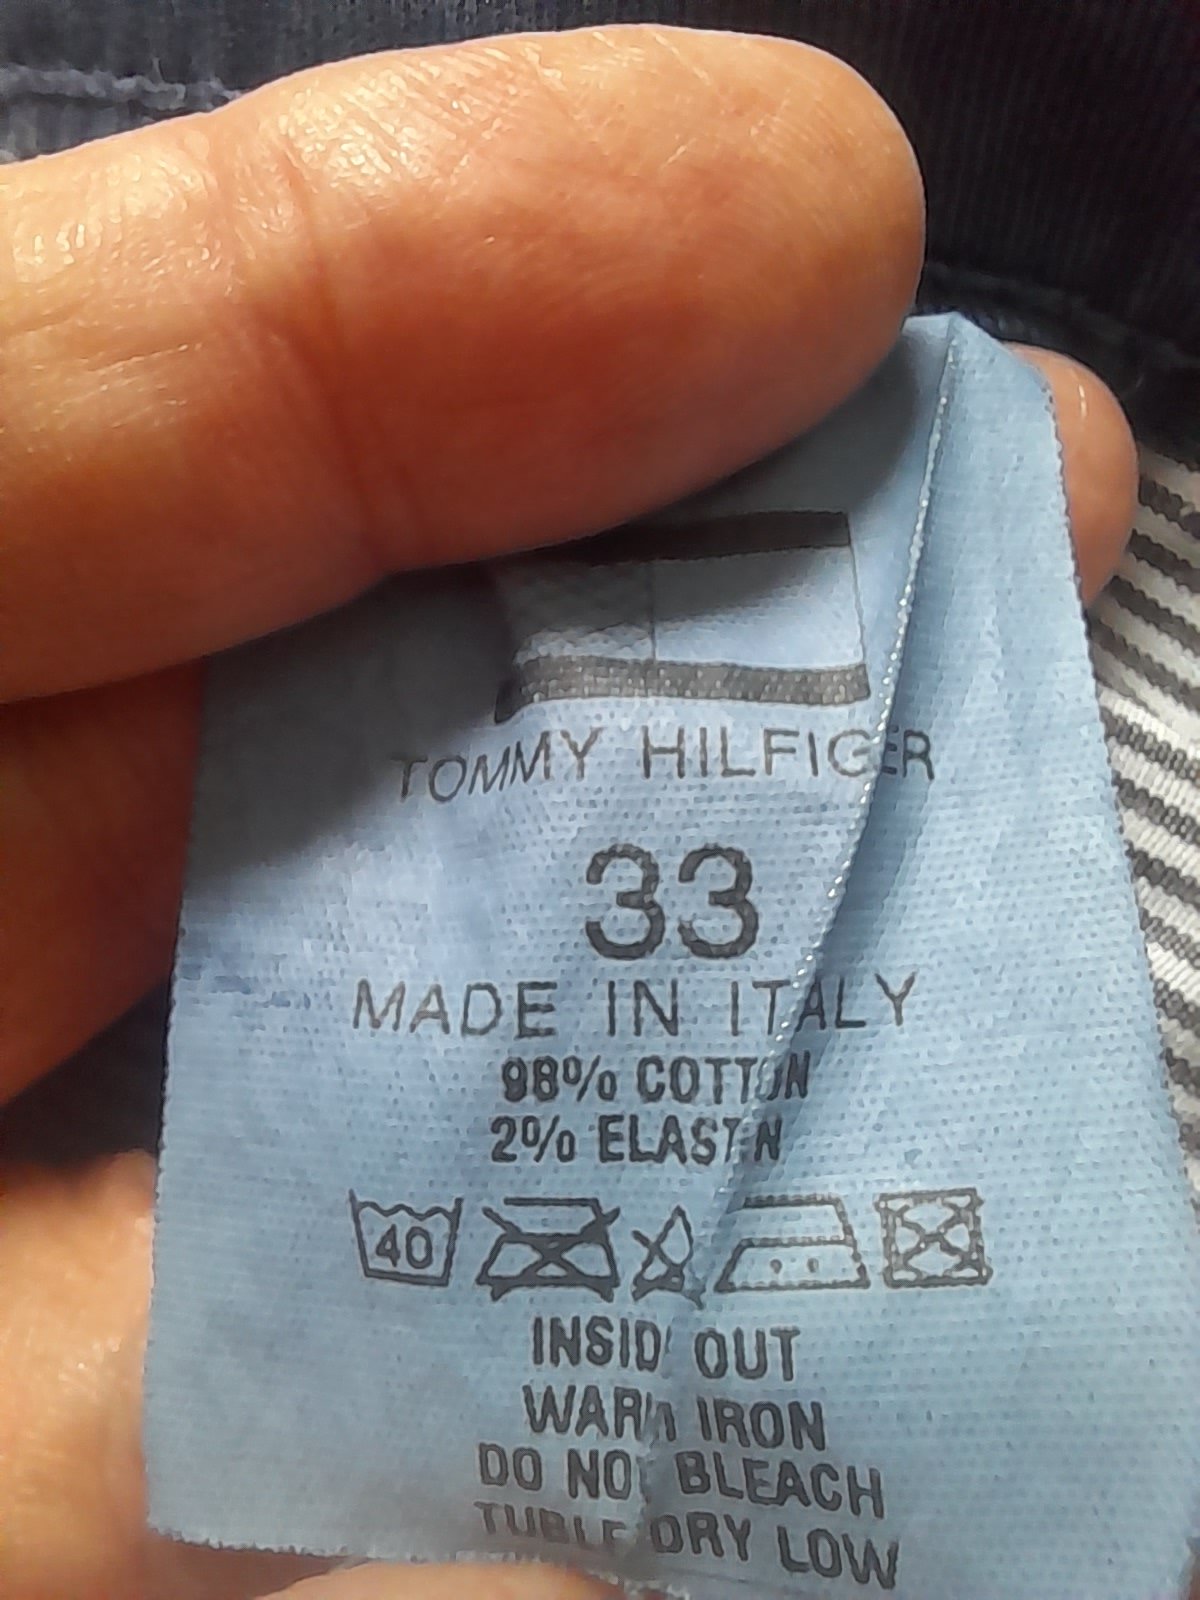 TOMMY HILFIGER
33
MADE IN ITALY
98% COTTON
2% ELASTIN
40
INSIDE OUT
WARM IRON
DO NOT BLEACH
TUBLE DRY LOW